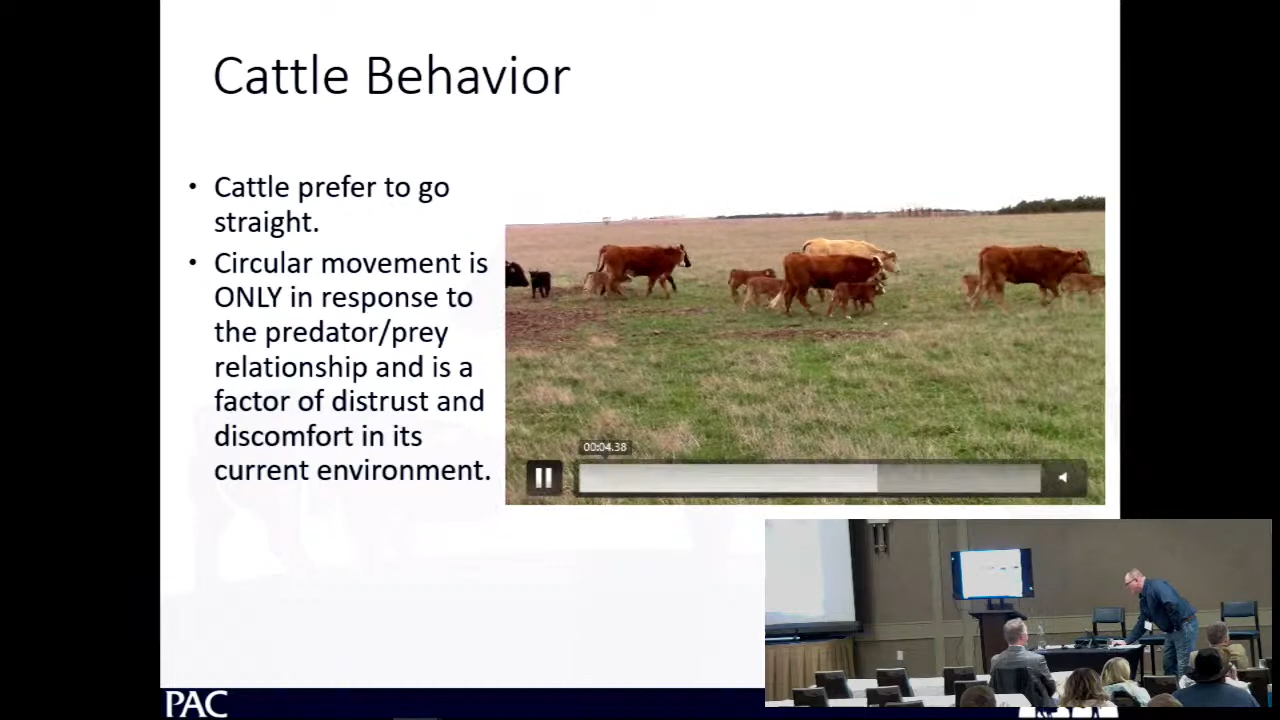 Cattle Behavior
• Cattle prefer to go
straight.
• Circular movement is
ONLY in response to
the predator/prey
relationship and is a
factor of distrust and
discomfort in its
current environment.
00:04.38
PAC